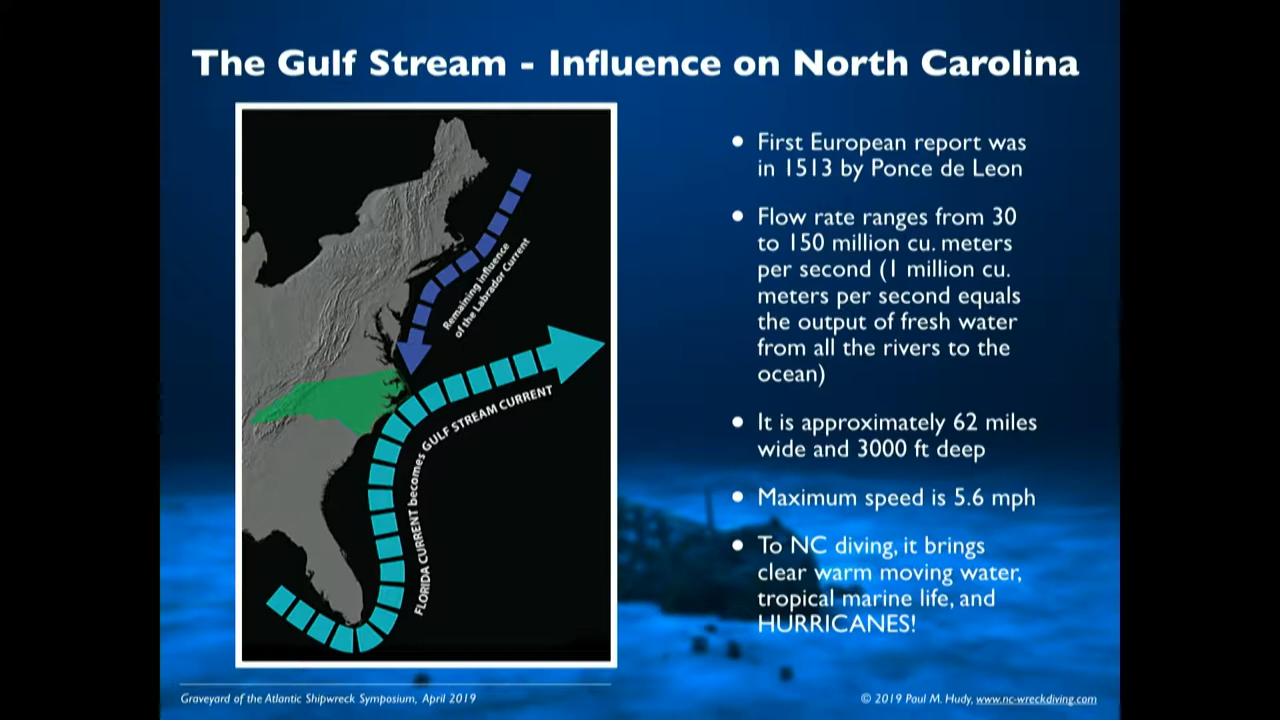 The Gulf Stream - Influence on North Carolina
Remaining influence
of the Labrador Current
FLORIDA CURRENT becomes GULF STREAM CURRENT
• First European report was
in 1513 by Ponce de Leon
• Flow rate ranges from 30
to 150 million cu. meters
per second (1 million cu.
meters per second equals
the output of fresh water
from all the rivers to the
ocean)
• It is approximately 62 miles
wide and 3000 ft deep
• Maximum speed is 5.6 mph
• To NC diving, it brings
clear warm moving water,
tropical marine life, and
HURRICANES!
Graveyard of the Atlantic Shipwreck Symposium, April 2019
© 2019 Paul M. Hudy, www.nc-wreckdiving.com